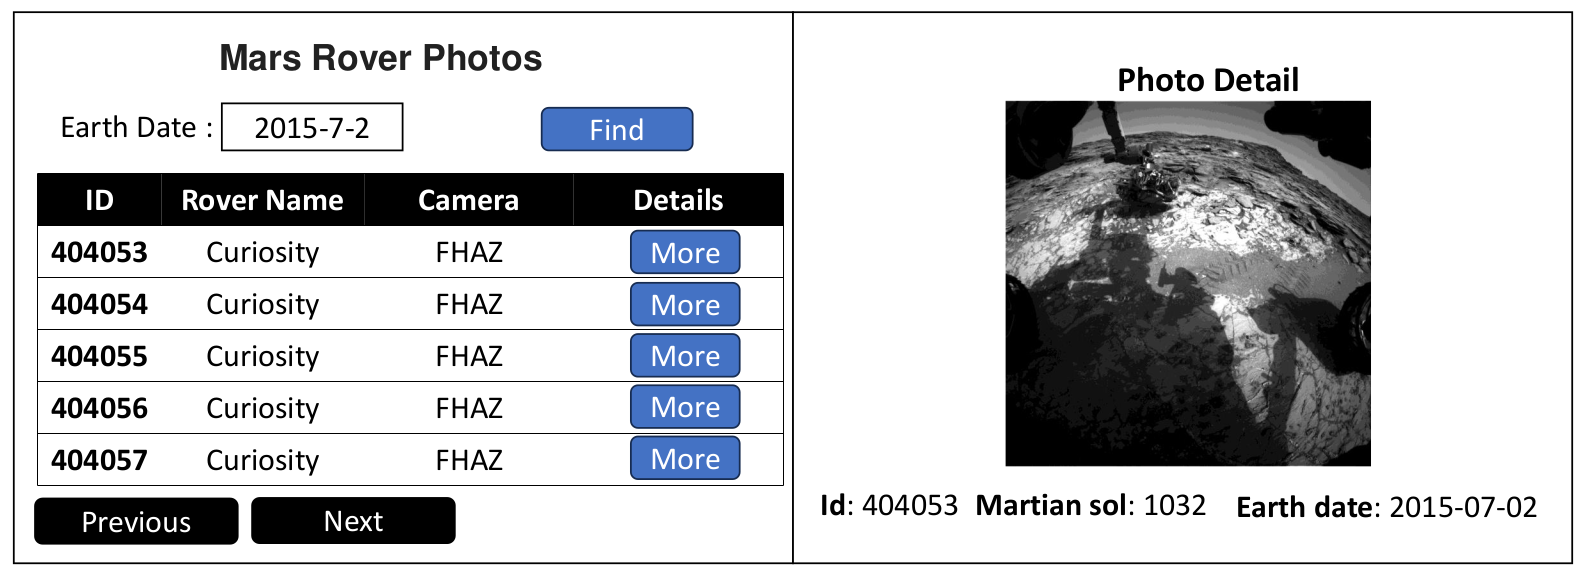 Mars Rover Photos
Earth Date : 2015-7-2 Find
ID Rover Name Camera Details
404053 Curiosity FHAZ More
404054 Curiosity FHAZ More
404055 Curiosity FHAZ More
404056 Curiosity FHAZ More
404057 Curiosity FHAZ More
Previous Next
Photo Detail
Id: 404053 Martian sol: 1032 Earth date: 2015-07-02